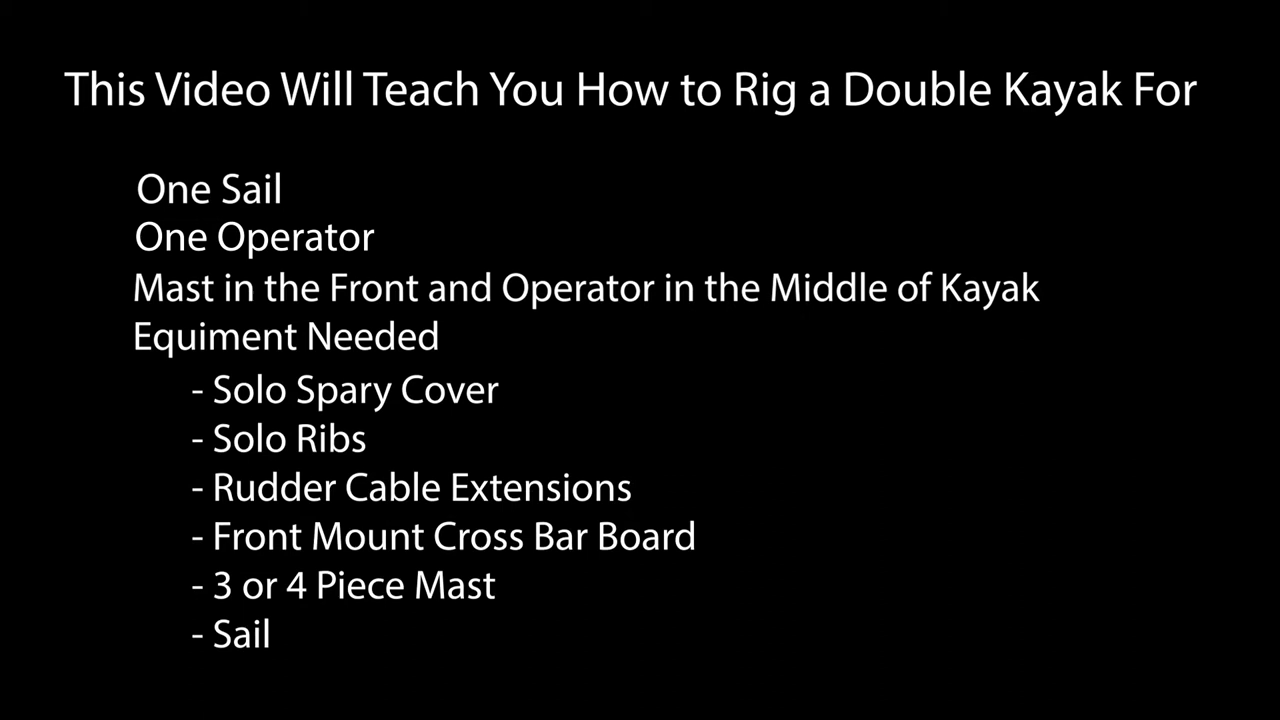 This Video Will Teach You How to Rig a Double Kayak For
One Sail
One Operator
Mast in the Front and Operator in the Middle of Kayak
Equiment Needed
- Solo Spary Cover
- Solo Ribs
- Rudder Cable Extensions
- Front Mount Cross Bar Board
- 3 or 4 Piece Mast
- Sail